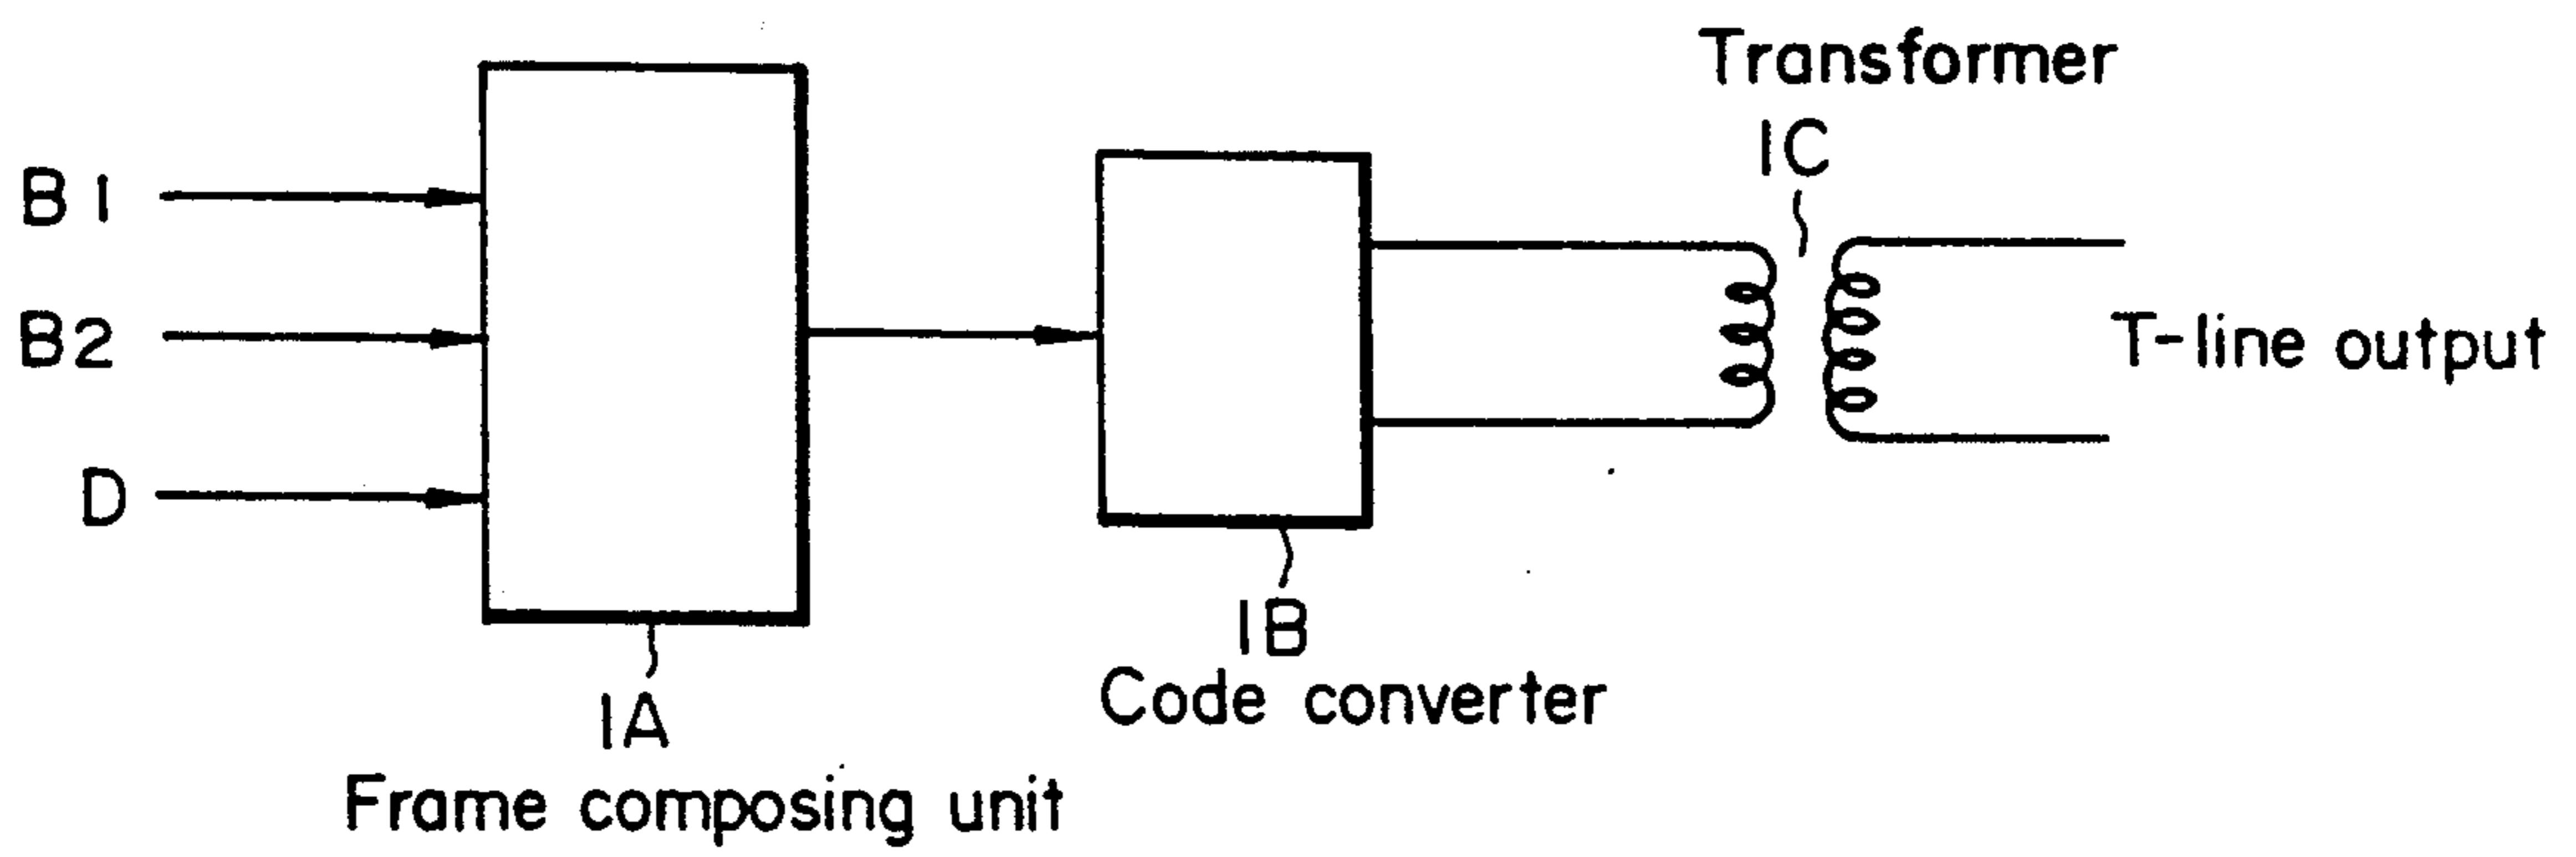 Transformer
1C
B1
B2
T-line output
D
1B
Code converter
1A
Frame composing unit